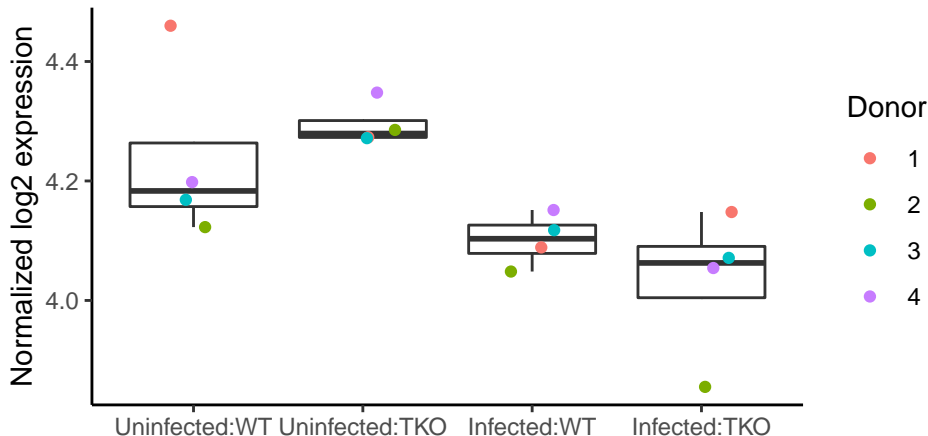 Normalized log2 expression
4.4
4.2
4.0
Uninfected:WT Uninfected:TKO Infected:WT Infected:TKO
Donor
1
2
3
4